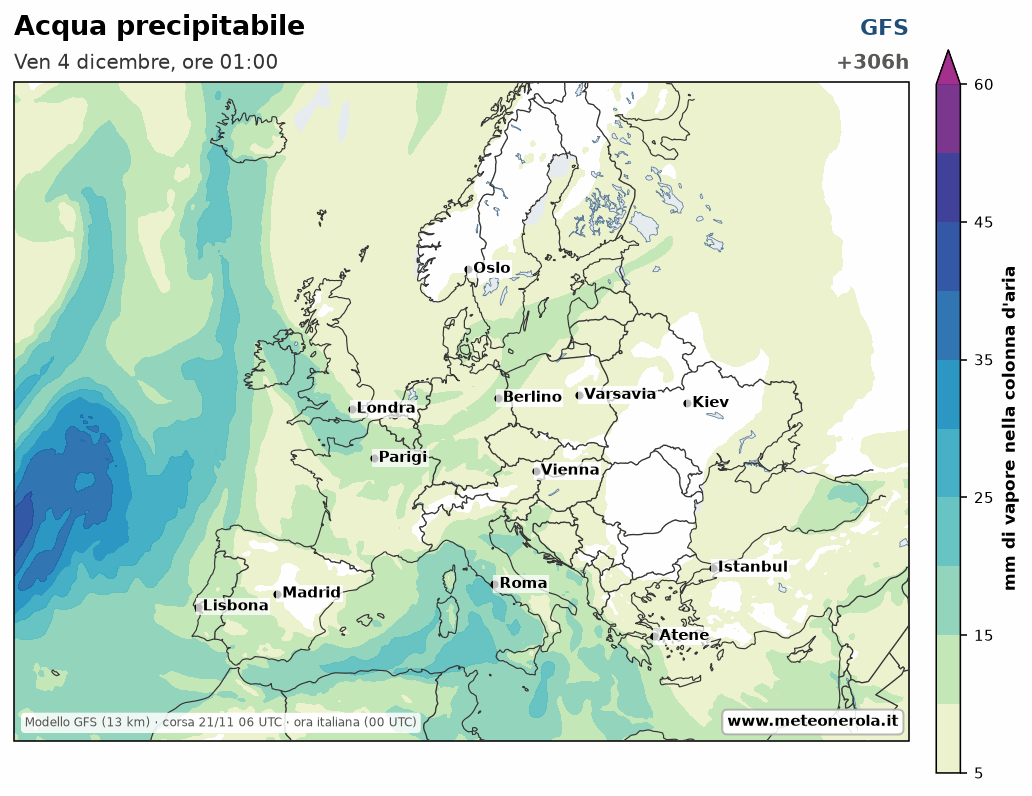 Acqua precipitabile
GFS
Ven 4 dicembre, ore 01:00
+306h
60
45
35
25
15
5
mm di vapore nella colonna d'aria
Oslo
Londra
Berlino
Varsavia
Kiev
Parigi
Vienna
Roma
Istanbul
Madrid
Lisbona
Atene
Modello GFS (13 km) · corsa 21/11 06 UTC · ora italiana (00 UTC)
www.meteonerola.it